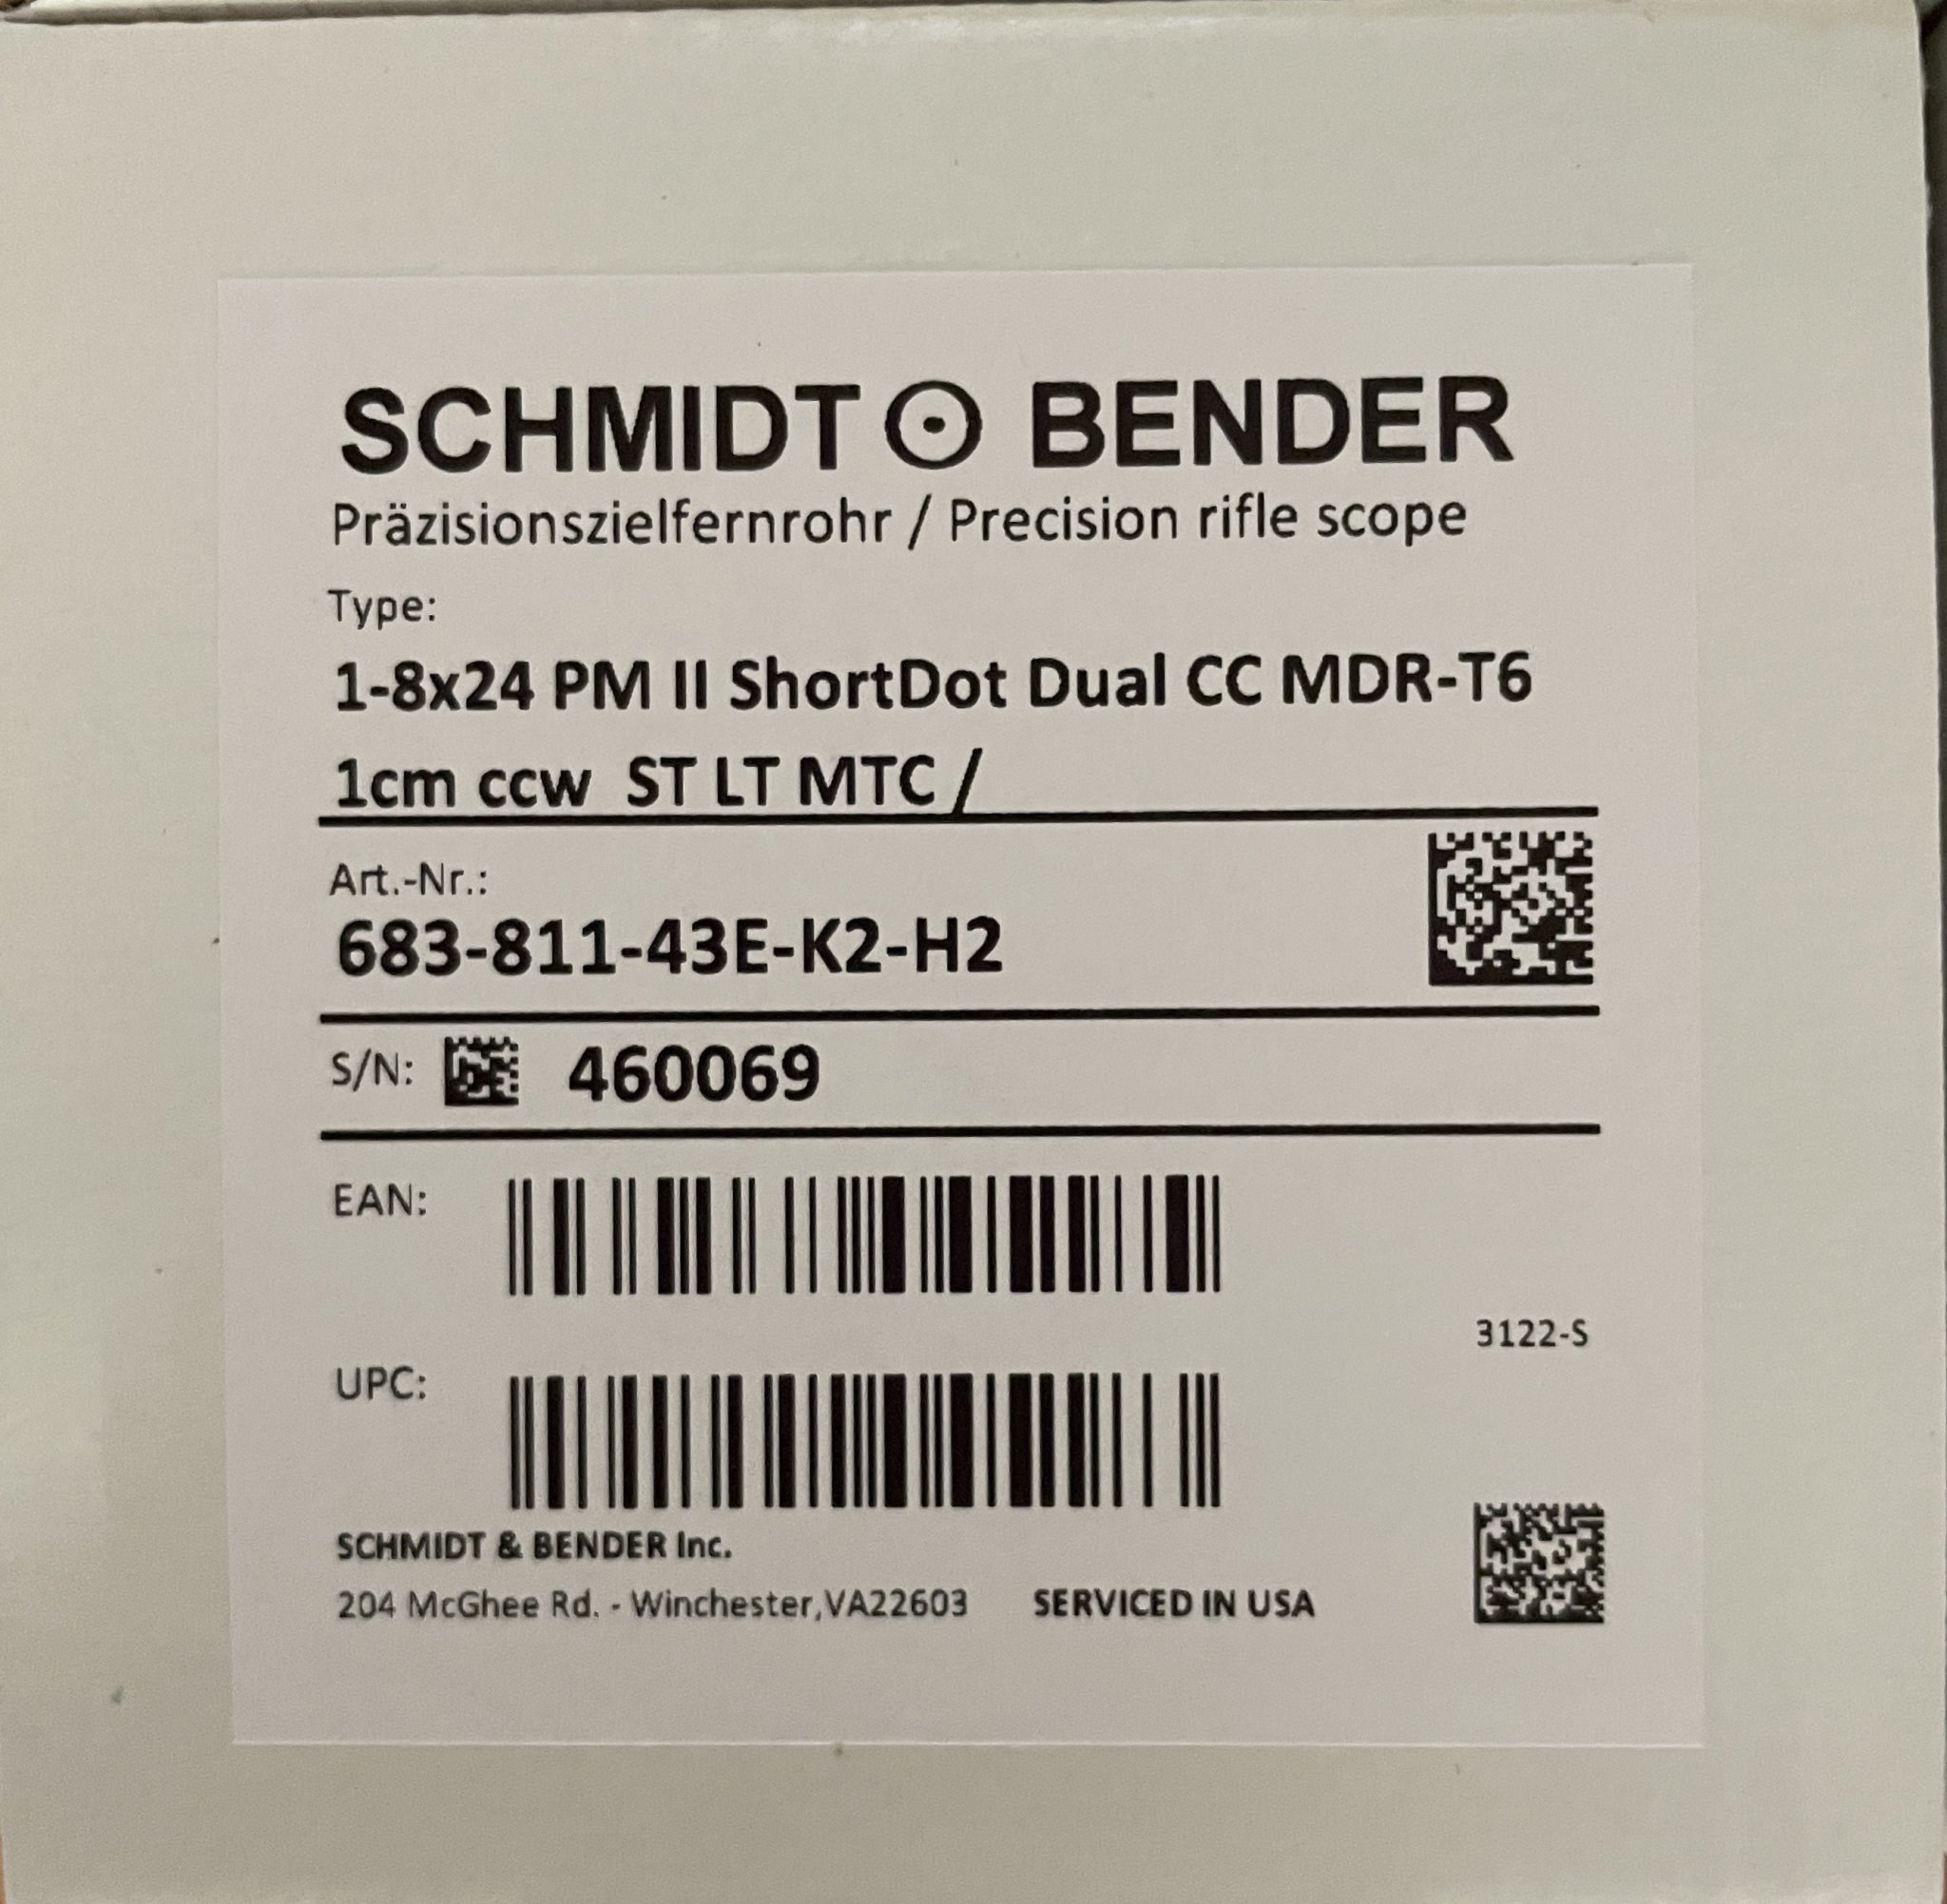 SCHMIDT BENDER
Präzisionszielfernrohr / Precision rifle scope
Type:
1-8x24 PM II ShortDot Dual CC MDR-T6
1cm ccw ST LT MTC /
Art.-Nr.:
683-811-43E-K2-H2
S/N: 460069
EAN:
3122-S
UPC:
SCHMIDT & BENDER Inc.
204 McGhee Rd. - Winchester,VA22603 SERVICED IN USA